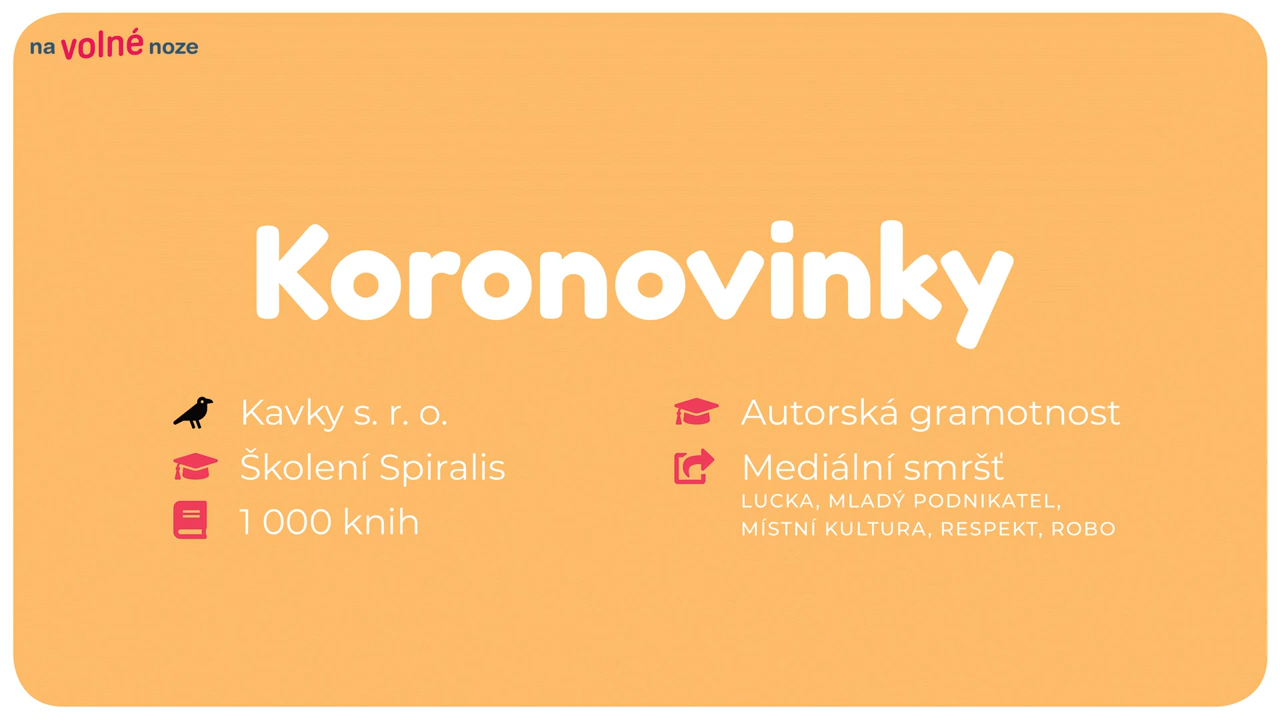 na volné noze
Koronovinky
Kavky s. r. o.
Školení Spiralis
1 000 knih
Autorská gramotnost
Mediální smršť
LUCKA, MLADÝ PODNIKATEL,
MÍSTNÍ KULTURA, RESPEKT, ROBO